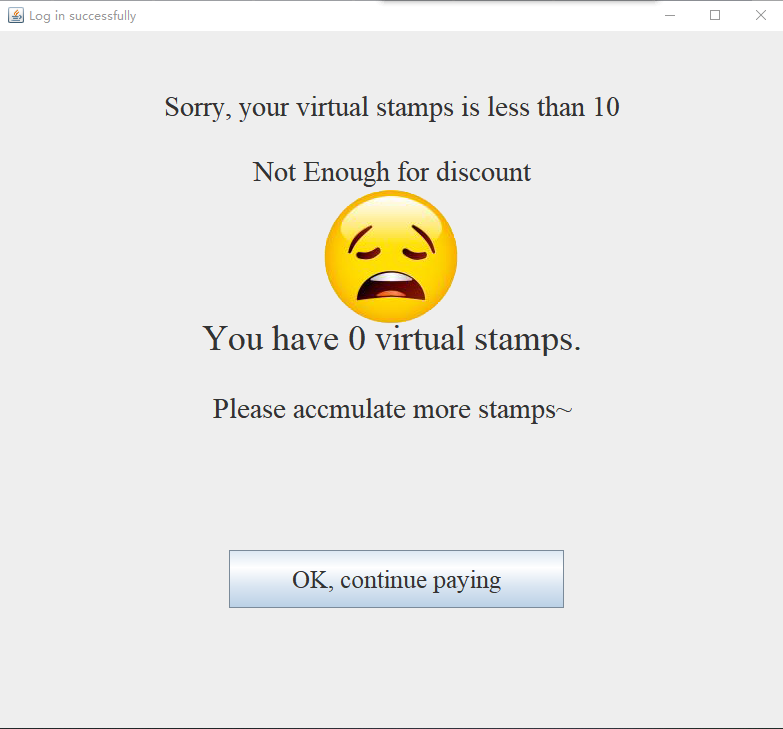 Log in successfully
Sorry, your virtual stamps is less than 10
Not Enough for discount
You have 0 virtual stamps.
Please accmulate more stamps~
OK, continue paying